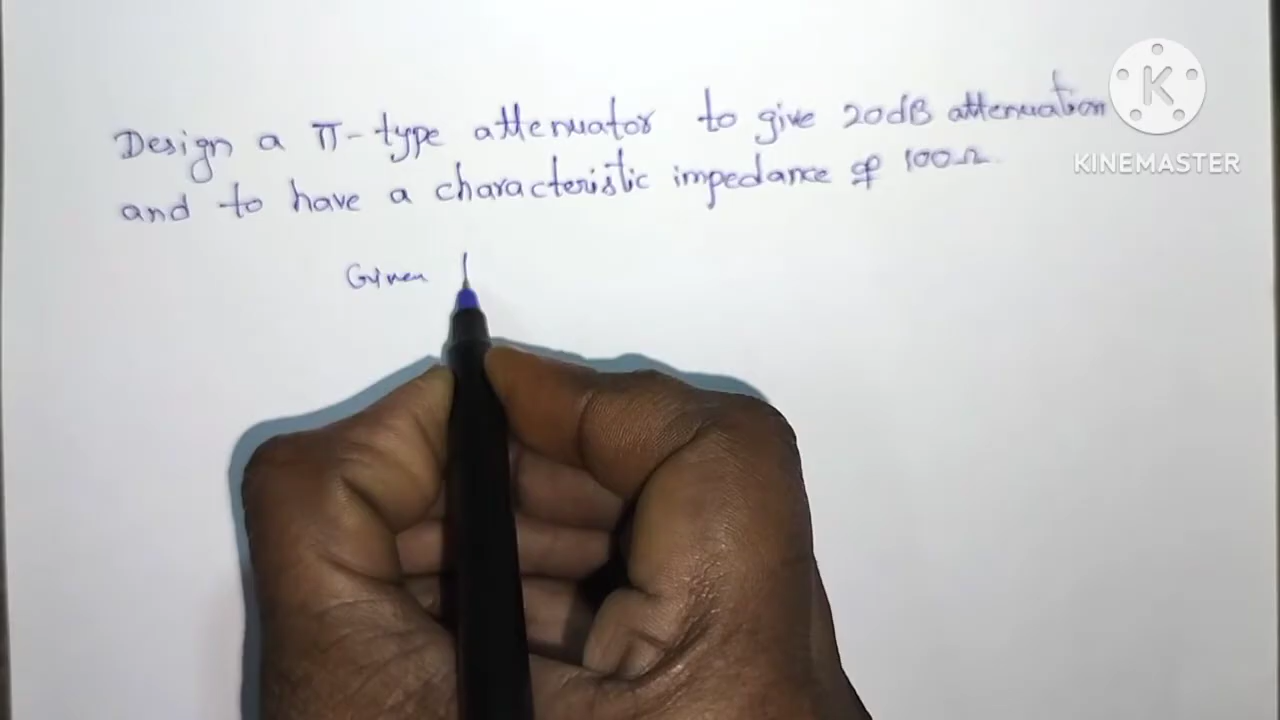 Design a π-type attenuator to give 20dB attenuation
and to have a characteristic impedance of 100Ω
Given
K
KINEMASTER